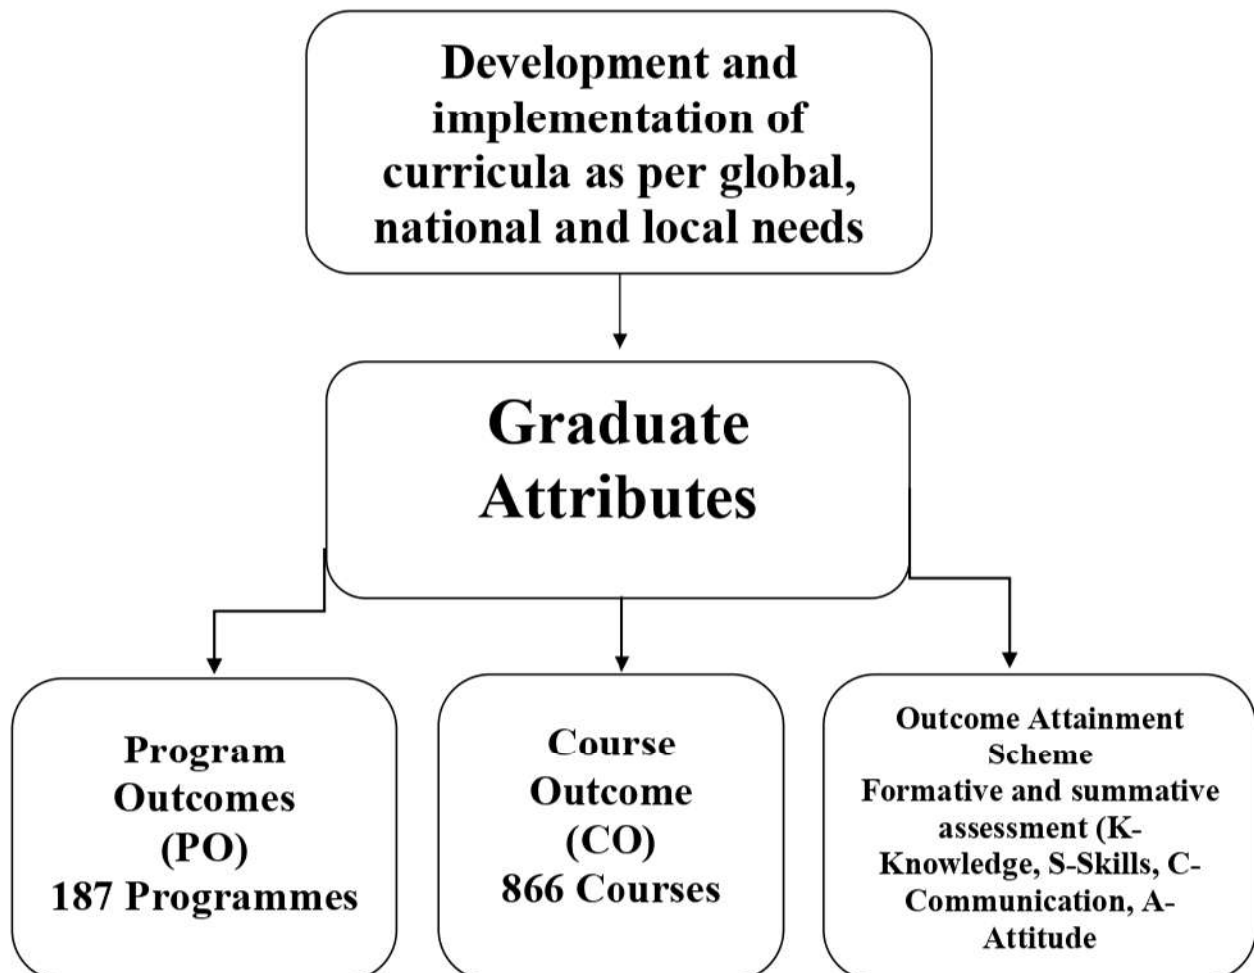 Development and
implementation of
curricula as per global,
national and local needs
Graduate
Attributes
Program
Outcomes
(PO)
187 Programmes
Course
Outcome
(CO)
866 Courses
Outcome Attainment
Scheme
Formative and summative
assessment (K-
Knowledge, S-Skills, C-
Communication, A-
Attitude